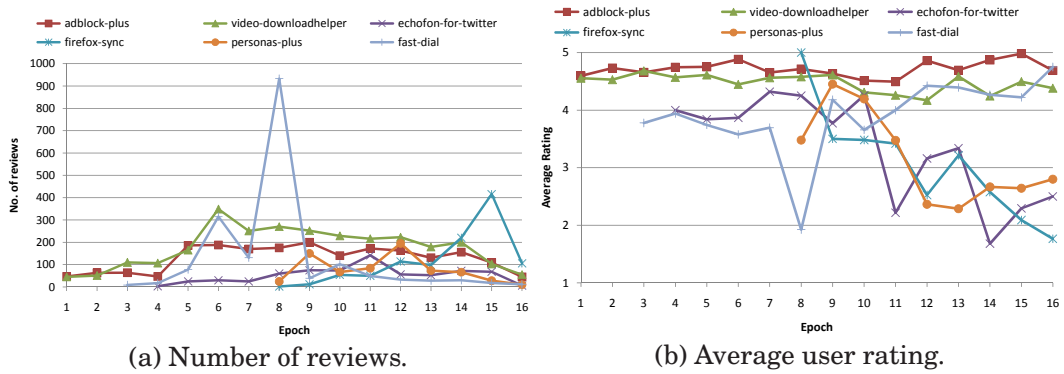 adblock-plus video-downloadhelper echofon-for-twitter
firefox-sync personas-plus fast-dial
1000
900
800
700
600
500
400
300
200
100
0
No. of reviews
1 2 3 4 5 6 7 8 9 10 11 12 13 14 15 16
Epoch
(a) Number of reviews.
adblock-plus video-downloadhelper echofon-for-twitter
firefox-sync personas-plus fast-dial
5
4
3
2
1
Average Rating
1 2 3 4 5 6 7 8 9 10 11 12 13 14 15 16
Epoch
(b) Average user rating.